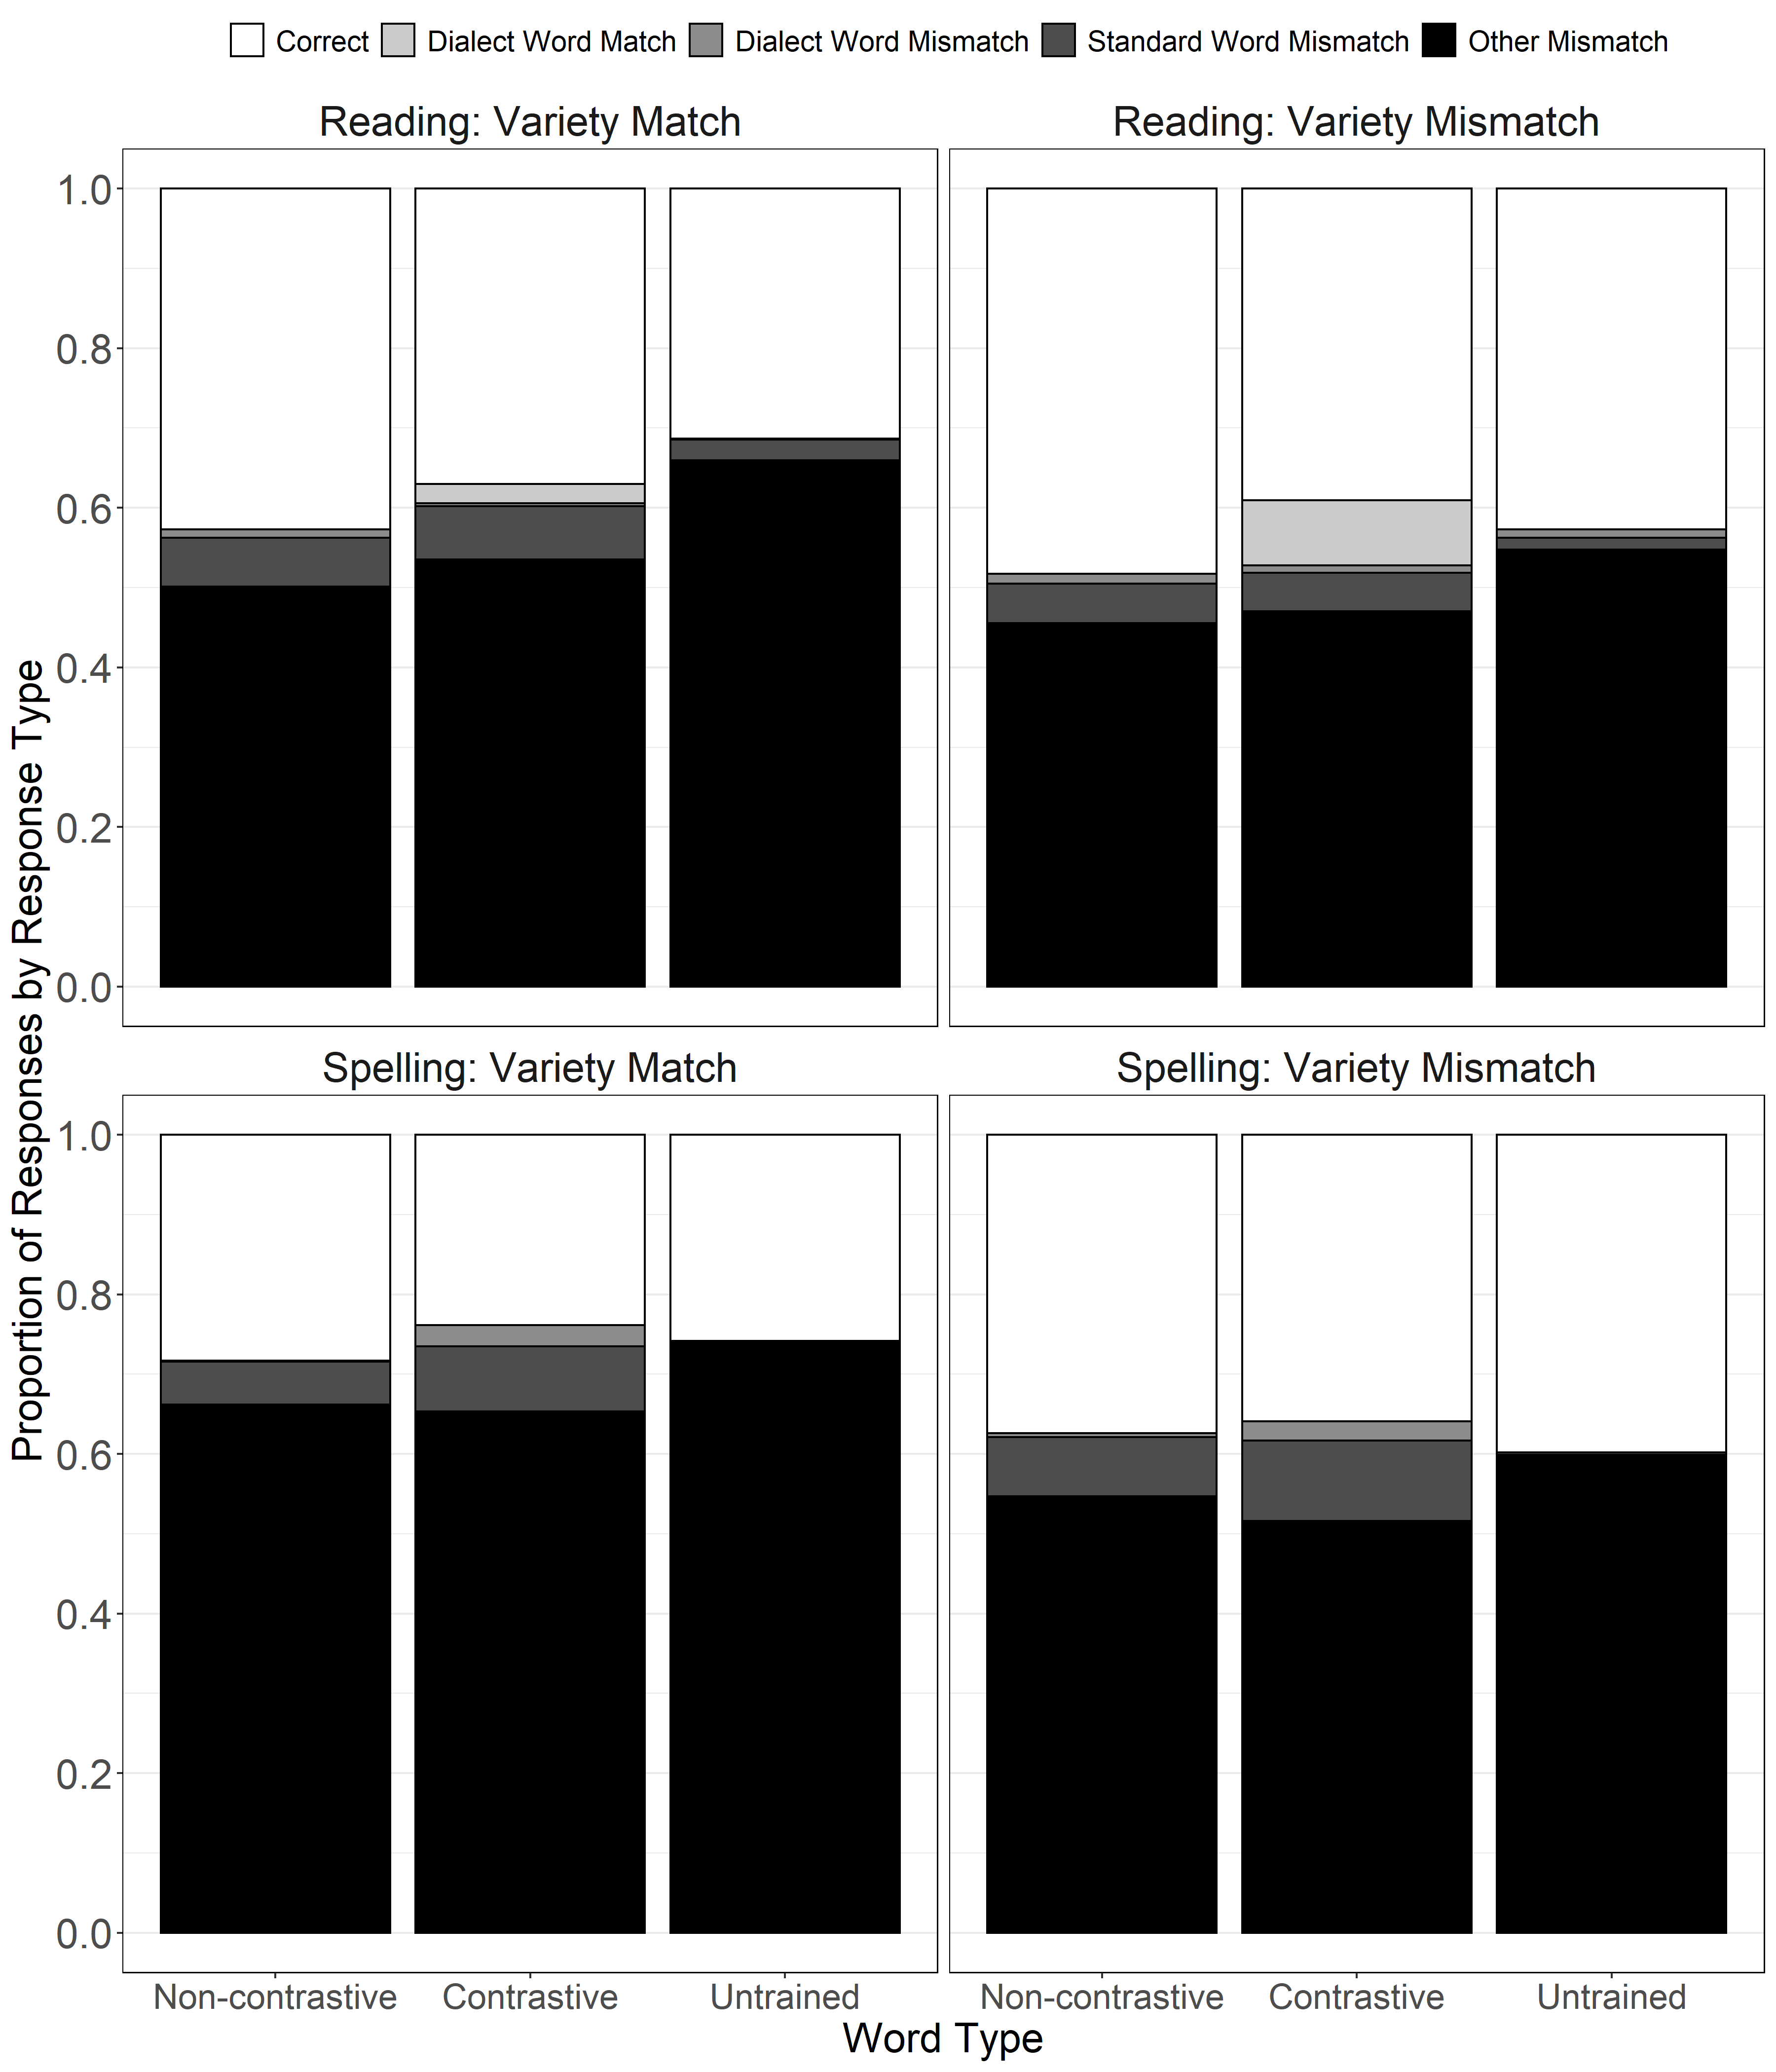 Correct Dialect Word Match Dialect Word Mismatch Standard Word Mismatch Other Mismatch
Reading: Variety Match
Reading: Variety Mismatch
1.0
0.8
0.6
0.4
0.2
0.0
Spelling: Variety Match
Spelling: Variety Mismatch
1.0
0.8
0.6
0.4
0.2
0.0
Proportion of Responses by Response Type
Non-contrastive Contrastive Untrained
Non-contrastive Contrastive Untrained
Word Type